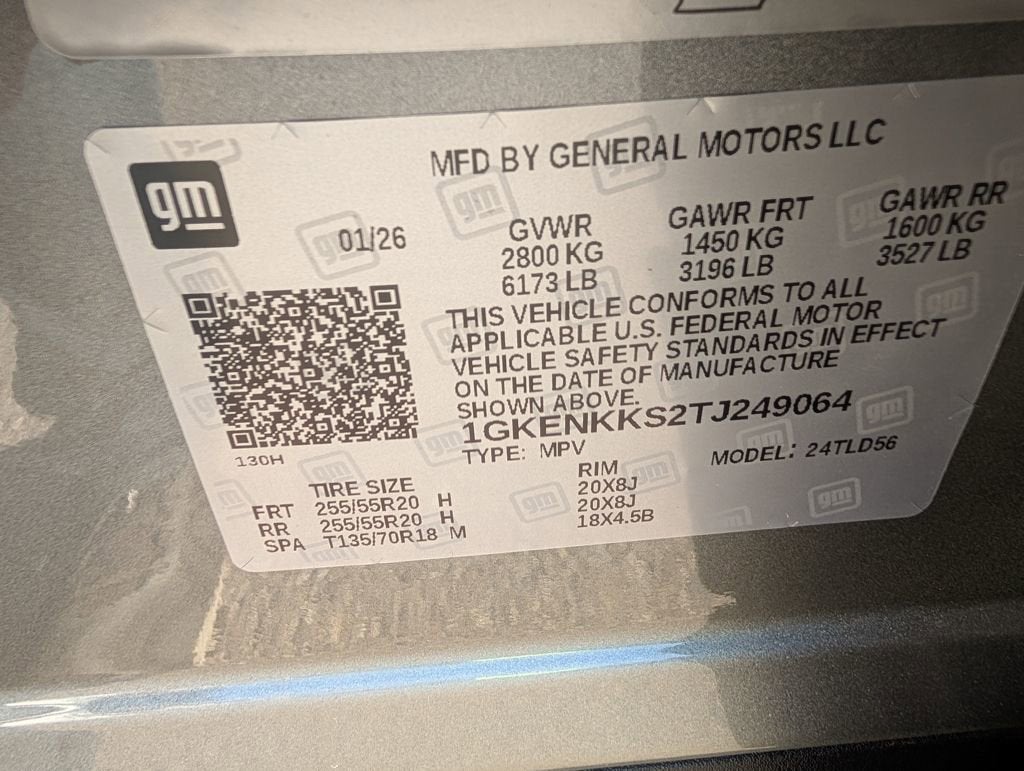 gm
MFD BY GENERAL MOTORS LLC
01/26
GVWR GAWR FRT GAWR RR
2800 KG 1450 KG 1600 KG
6173 LB 3196 LB 3527 LB
THIS VEHICLE CONFORMS TO ALL
APPLICABLE U.S. FEDERAL MOTOR
VEHICLE SAFETY STANDARDS IN EFFECT
ON THE DATE OF MANUFACTURE
SHOWN ABOVE.
1GKENKKS2TJ249064
130H
TYPE: MPV MODEL: 24TLD56
TIRE SIZE RIM
FRT 255/55R20 H 20X8J
RR 255/55R20 H 20X8J
SPA T135/70R18 M 18X4.5B